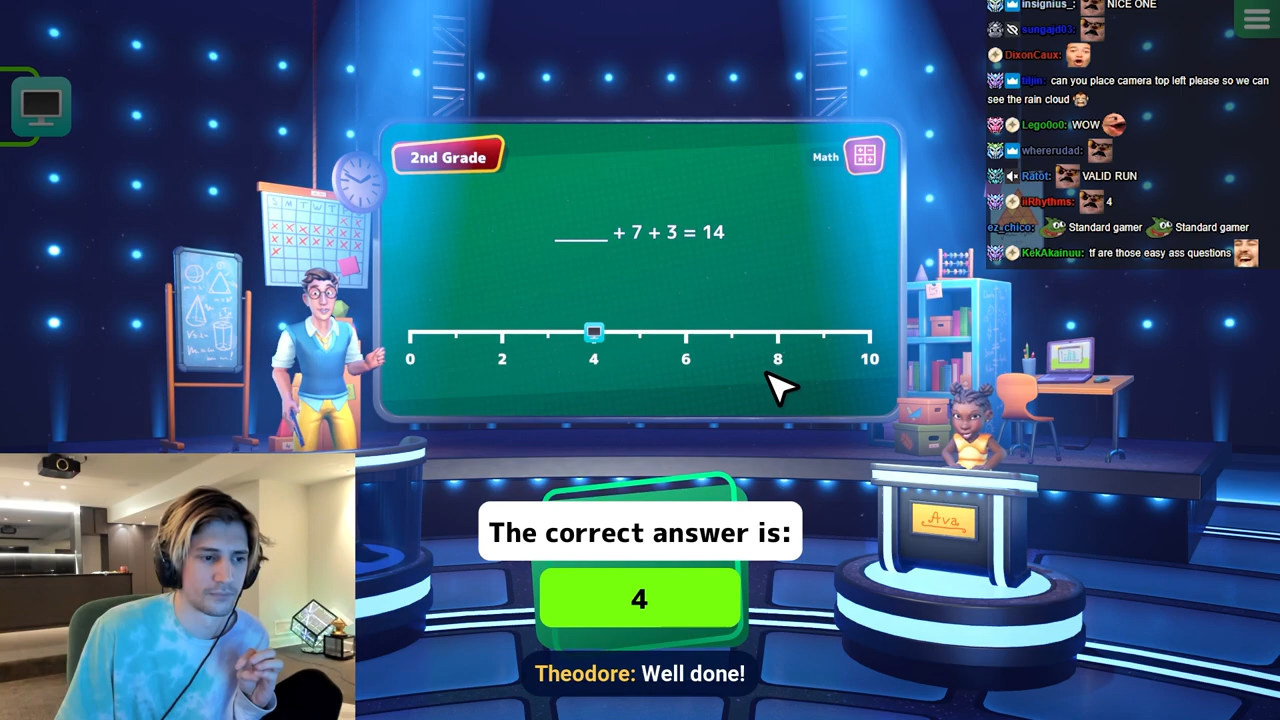 insignius_: NICE ONE
sungajd03:
DixonCaux:
can you place camera top left please so we can
see the rain cloud
Lego0o0: WOW
whererudad:
Ratot: VALID RUN
iiRhythms: 4
ez_chico: Standard gamer Standard gamer
KekAkainuu: tf are those easy ass questions
2nd Grade
Math
S M T W T F
_____ + 7 + 3 = 14
0 2 4 6 8 10
Ava
The correct answer is:
4
Theodore: Well done!